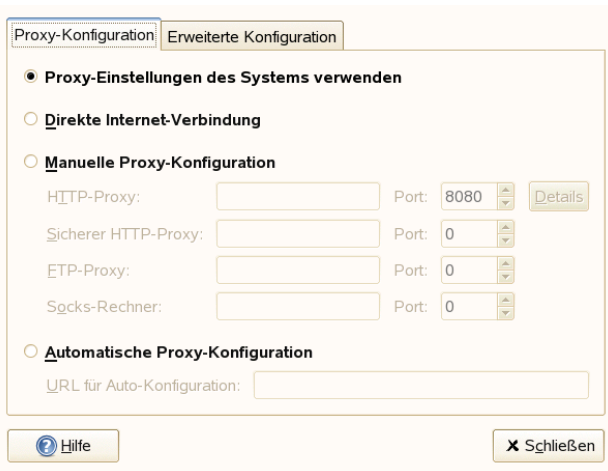 Proxy-Konfiguration Erweiterte Konfiguration
Proxy-Einstellungen des Systems verwenden
Direkte Internet-Verbindung
Manuelle Proxy-Konfiguration
HTTP-Proxy: Port: 8080 Details
Sicherer HTTP-Proxy: Port: 0
FTP-Proxy: Port: 0
Socks-Rechner: Port: 0
Automatische Proxy-Konfiguration
URL für Auto-Konfiguration:
Hilfe Schließen